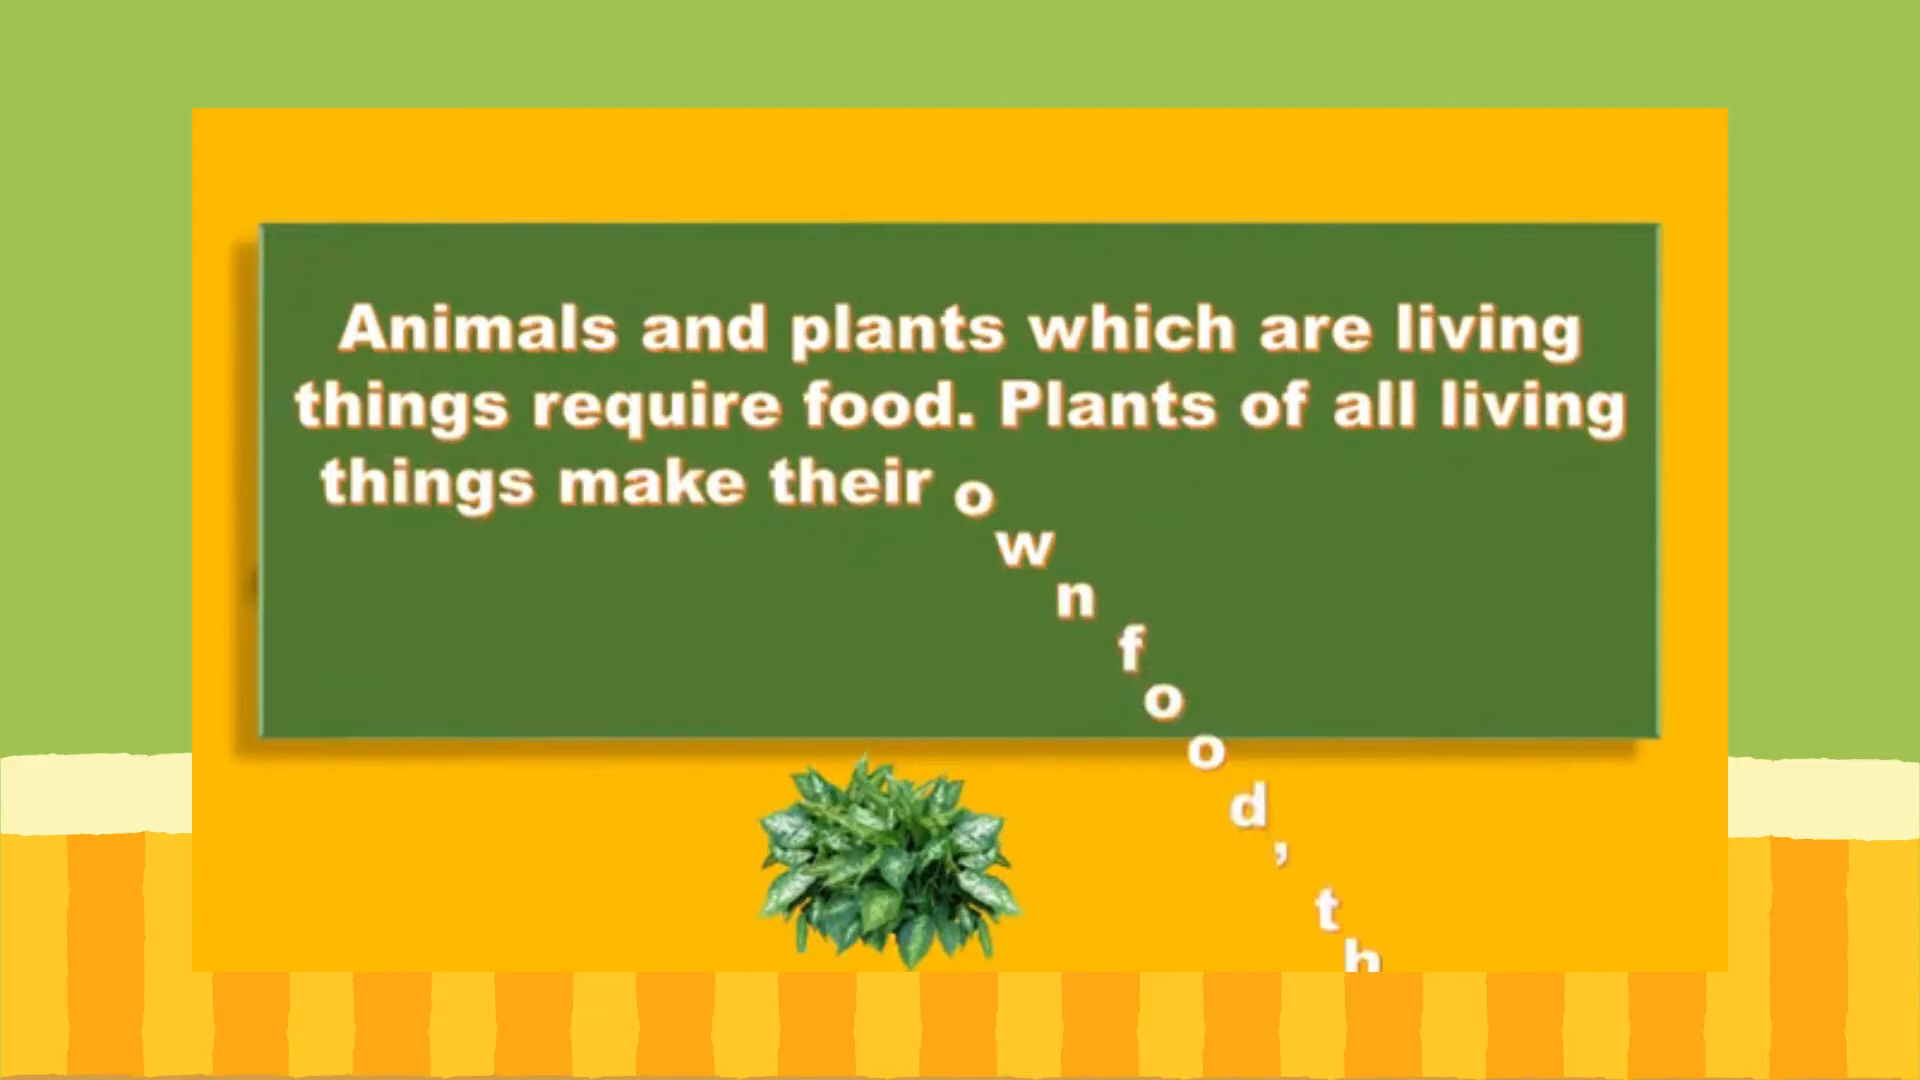 Animals and plants which are living
things require food. Plants of all living
things make their own food, th